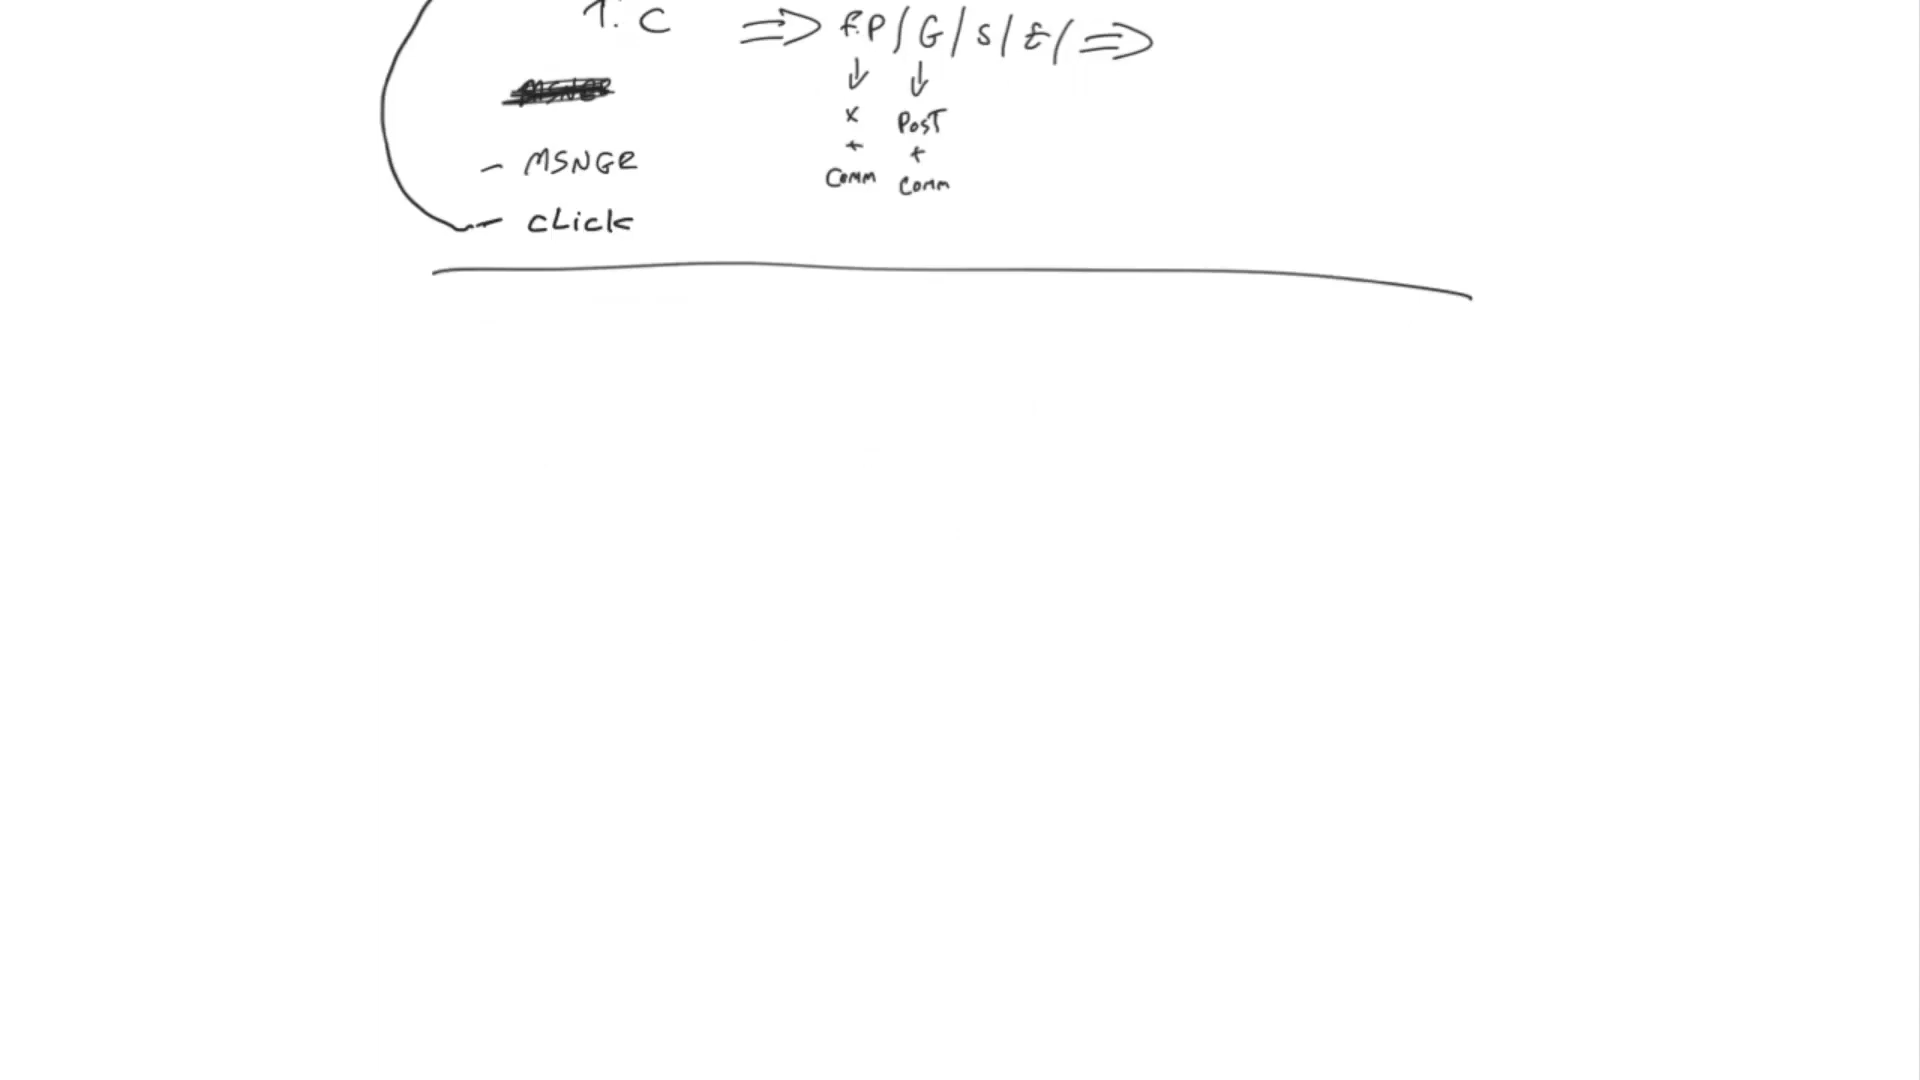 1. C ⇒ F.P / G / S / E / ⇒
↓ ↓
x Post
+ +
Comm Comm
- MSNGR
- click